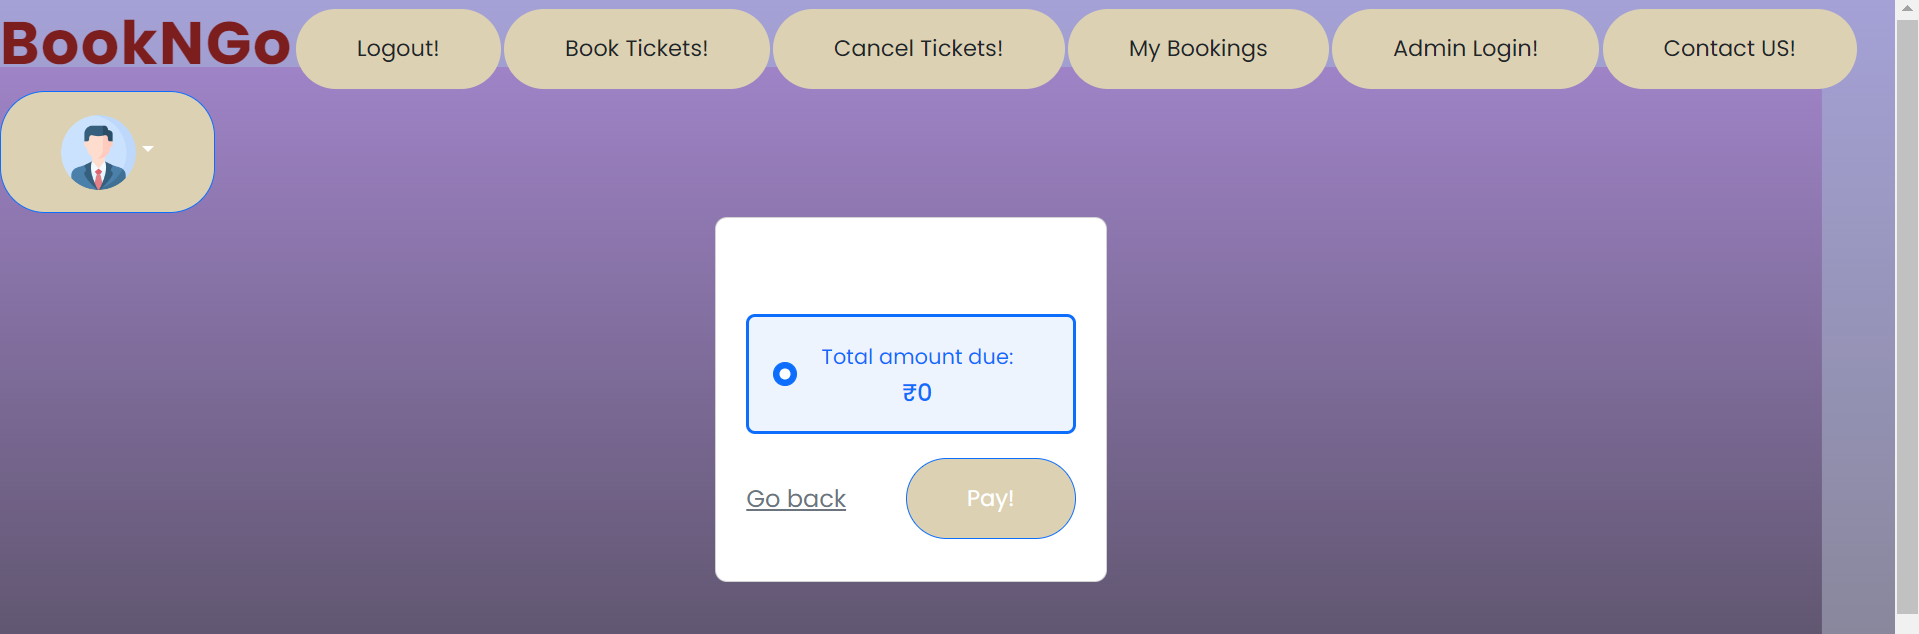 BookNGo
Logout!
Book Tickets!
Cancel Tickets!
My Bookings
Admin Login!
Contact US!
Total amount due:
₹0
Go back
Pay!